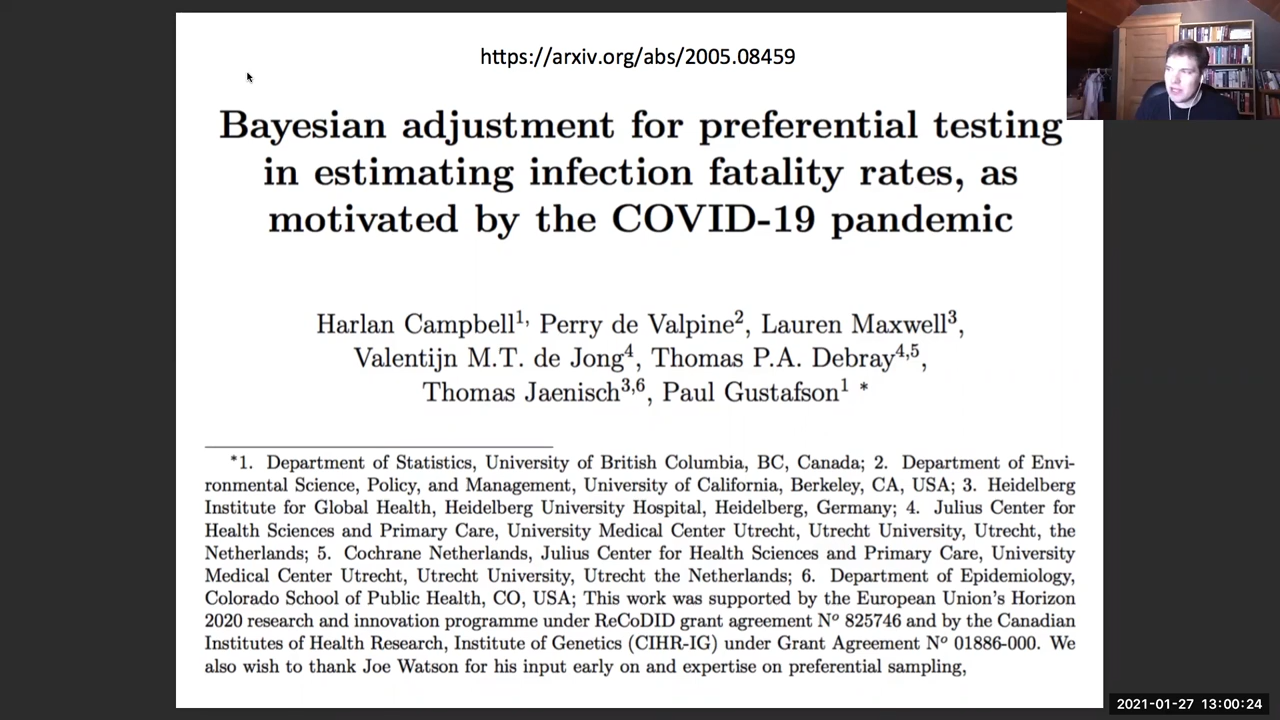 https://arxiv.org/abs/2005.08459
Bayesian adjustment for preferential testing
in estimating infection fatality rates, as
motivated by the COVID-19 pandemic
Harlan Campbell1, Perry de Valpine2, Lauren Maxwell3,
Valentijn M.T. de Jong4, Thomas P.A. Debray4,5,
Thomas Jaenisch3,6, Paul Gustafson1 *
*1. Department of Statistics, University of British Columbia, BC, Canada; 2. Department of Envi-
ronmental Science, Policy, and Management, University of California, Berkeley, CA, USA; 3. Heidelberg
Institute for Global Health, Heidelberg University Hospital, Heidelberg, Germany; 4. Julius Center for
Health Sciences and Primary Care, University Medical Center Utrecht, Utrecht University, Utrecht, the
Netherlands; 5. Cochrane Netherlands, Julius Center for Health Sciences and Primary Care, University
Medical Center Utrecht, Utrecht University, Utrecht the Netherlands; 6. Department of Epidemiology,
Colorado School of Public Health, CO, USA; This work was supported by the European Union's Horizon
2020 research and innovation programme under ReCoDID grant agreement Nº 825746 and by the Canadian
Institutes of Health Research, Institute of Genetics (CIHR-IG) under Grant Agreement Nº 01886-000. We
also wish to thank Joe Watson for his input early on and expertise on preferential sampling,
2021-01-27 13:00:24